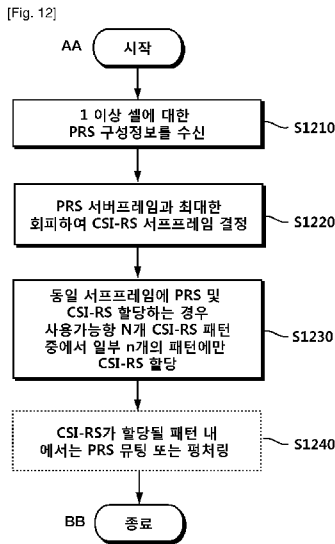 [Fig. 12]
AA
시작
1 이상 셀에 대한
PRS 구성정보를 수신
S1210
PRS 서버프레임과 최대한
회피하여 CSI-RS 서프프레임 결정
S1220
동일 서프프레임에 PRS 및
CSI-RS 할당하는 경우
사용가능항 N개 CSI-RS 패턴
중에서 일부 n개의 패턴에만
CSI-RS 할당
S1230
CSI-RS가 할당될 패턴 내
에서는 PRS 뮤팅 또는 펑처링
S1240
BB
종료